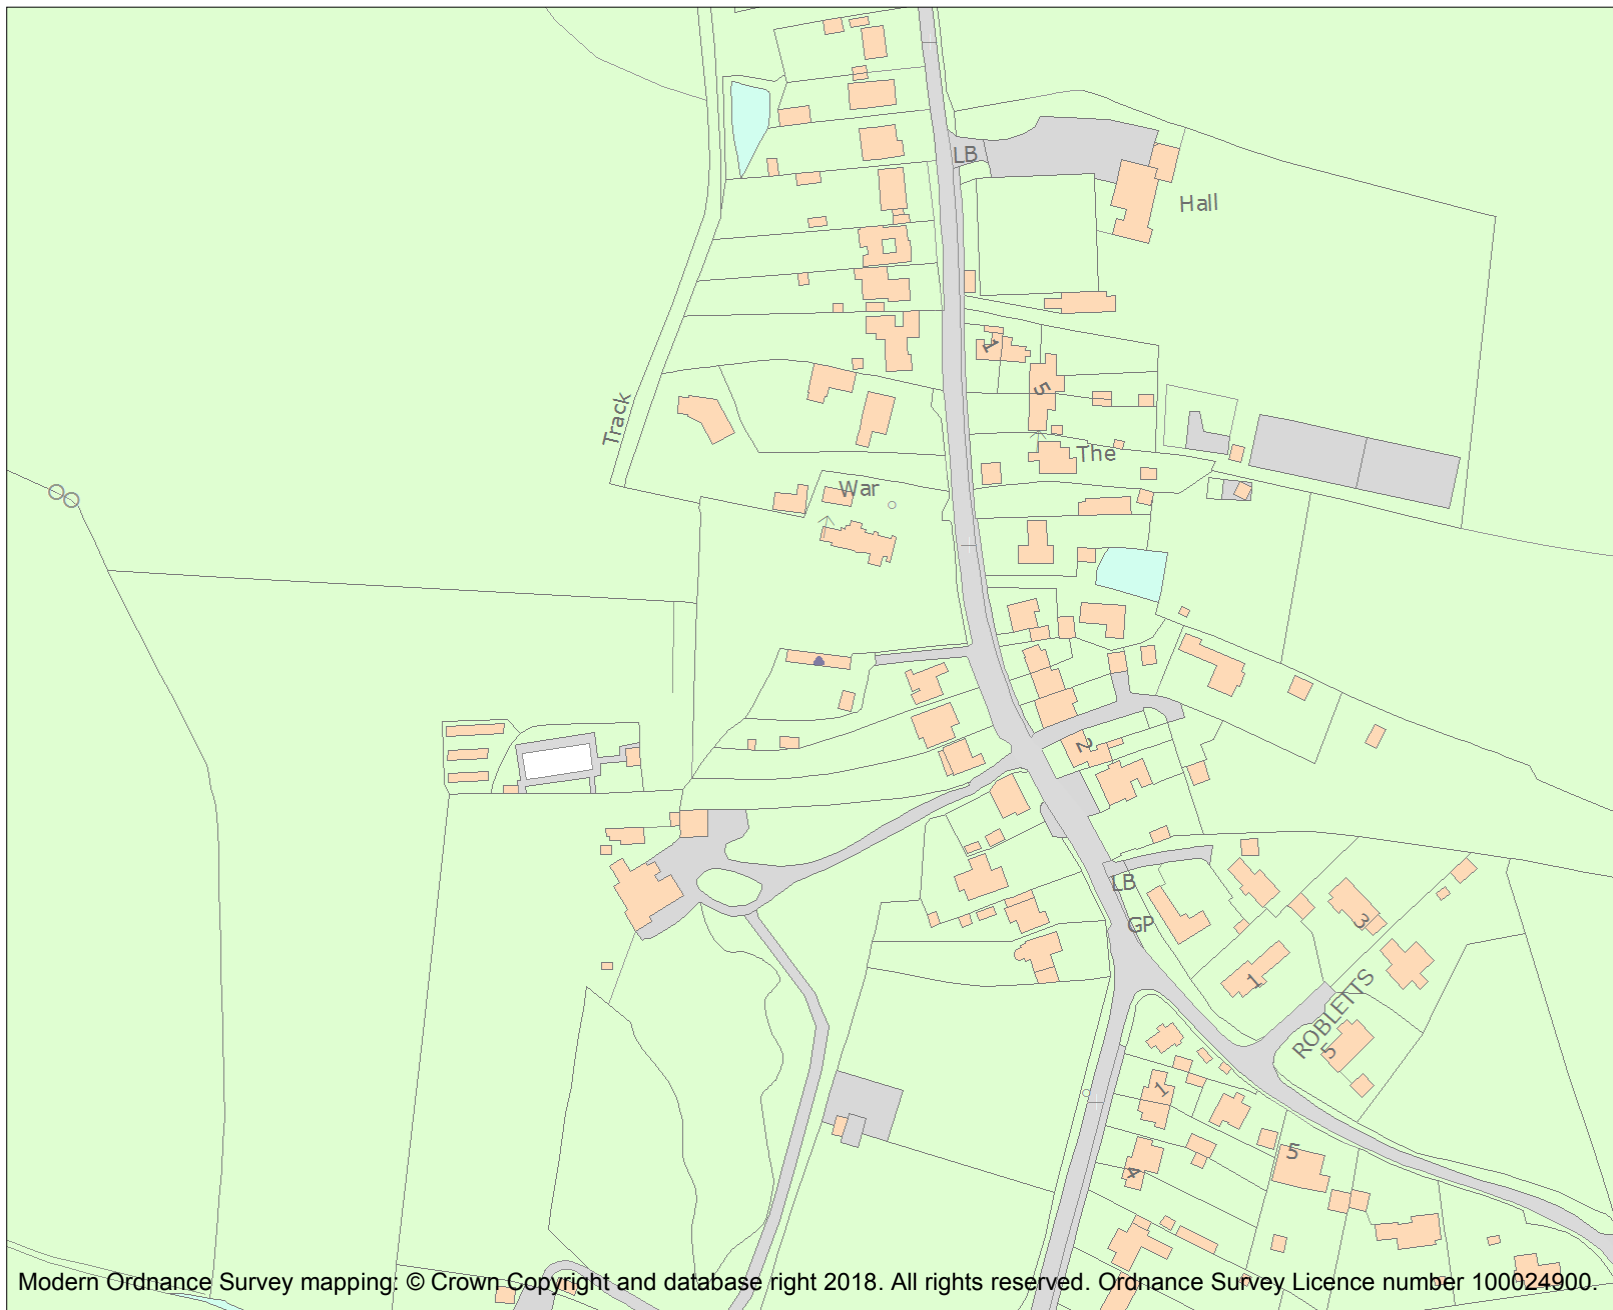 LB
Hall
1
5
Track
The
War
2
LB
GP
3
1
ROBLETTS
5
1
5
4
Modern Ordnance Survey mapping: © Crown Copyright and database right 2018. All rights reserved. Ordnance Survey Licence number 100024900.